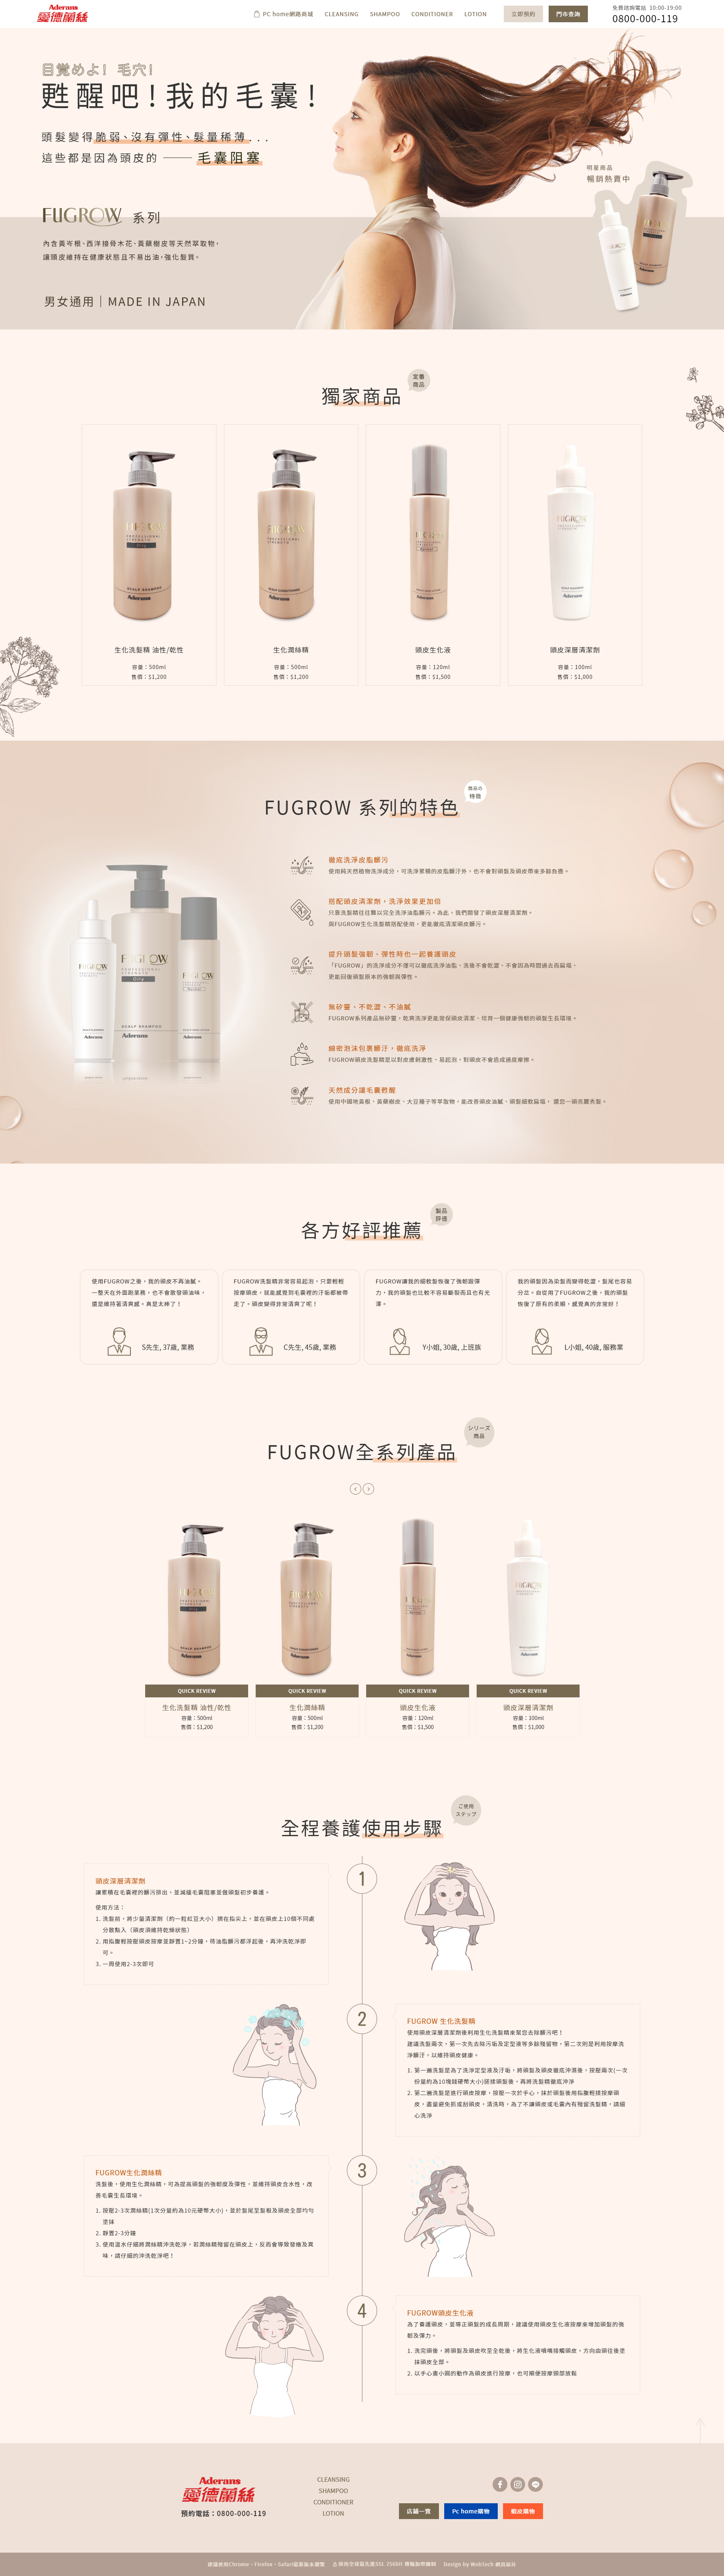 Aderans
愛德蘭絲
PC home網路商城
CLEANSING
SHAMPOO
CONDITIONER
LOTION
立即預約
門市查詢
免費諮詢電話 10:00-19:00
0800-000-119
目覚めよ! 毛穴!
甦醒吧!我的毛囊!
頭髮變得脆弱、沒有彈性、髮量稀薄...
這些都是因為頭皮的 —— 毛囊阻塞
FUGROW 系列
內含黃岑根、西洋接骨木花、黃蘗樹皮等天然萃取物，
讓頭皮維持在健康狀態且不易出油，強化髮質。
男女通用｜MADE IN JAPAN
明星商品
暢銷熱賣中
獨家商品
定番
商品
生化洗髮精 油性/乾性
容量：500ml
售價：$1,200
生化潤絲精
容量：500ml
售價：$1,200
頭皮生化液
容量：120ml
售價：$1,500
頭皮深層清潔劑
容量：100ml
售價：$1,000
FUGROW 系列的特色
商品の
特徵
徹底洗淨皮脂髒污
使用純天然植物洗淨成分，可洗淨累積的皮脂髒汙外，也不會對頭髮及頭皮帶來多餘負擔。
搭配頭皮清潔劑，洗淨效果更加倍
只靠洗髮精往往難以完全洗淨油脂髒污。為此，我們開發了頭皮深層清潔劑。
與FUGROW生化洗髮精搭配使用，更能徹底清潔頭皮髒污。
提升頭髮強韌、彈性時也一起養護頭皮
「FUGROW」的洗淨成分不僅可以徹底洗淨油脂、洗後不會乾澀、不會因為時間過去而扁塌、
更能回復頭髮原本的強韌與彈性。
無矽靈、不乾澀、不油膩
FUGROW系列產品無矽靈，乾爽洗淨更能常保頭皮清潔、培育一個健康強韌的頭髮生長環境。
綿密泡沫包裹髒汙，徹底洗淨
FUGROW頭皮洗髮精是以對皮膚刺激性、易起泡，對頭皮不會造成過度摩擦。
天然成分讓毛囊甦醒
使用中國地黃根、黃蘗樹皮、大豆種子等萃取物，能改善頭皮油膩、頭髮細軟扁塌， 還您一頭亮麗秀髮。
各方好評推薦
製品
評価
使用FUGROW之後，我的頭皮不再油膩。
一整天在外面跑業務，也不會散發頭油味，
還是維持著清爽感。真是太棒了！
S先生, 37歲, 業務
FUGROW洗髮精非常容易起泡，只要輕輕
按摩頭皮，就能感覺到毛囊裡的汙垢都被帶
走了。頭皮變得非常清爽了呢！
C先生, 45歲, 業務
FUGROW讓我的細軟髮恢復了強韌跟彈
力，我的頭髮也比較不容易斷裂而且也有光
澤。
Y小姐, 30歲, 上班族
我的頭髮因為染髮而變得乾澀，髮尾也容易
分岔。自從用了FUGROW之後，我的頭髮
恢復了原有的柔順，感覺真的非常好！
L小姐, 40歲, 服務業
FUGROW全系列產品
シリーズ
商品
QUICK REVIEW
生化洗髮精 油性/乾性
容量：500ml
售價：$1,200
QUICK REVIEW
生化潤絲精
容量：500ml
售價：$1,200
QUICK REVIEW
頭皮生化液
容量：120ml
售價：$1,500
QUICK REVIEW
頭皮深層清潔劑
容量：100ml
售價：$1,000
全程養護使用步驟
ご使用
ステップ
1
頭皮深層清潔劑
讓累積在毛囊裡的髒污排出，並減緩毛囊阻塞並做頭髮初步養護。
使用方法：
1. 洗髮前，將少量清潔劑（約一粒紅豆大小）擠在指尖上，並在頭皮上10個不同處
分散點入（頭皮須維持乾燥狀態）
2. 用指腹輕按壓頭皮按摩並靜置1~2分鐘，待油脂髒污都浮起後，再沖洗乾淨即
可。
3. 一周使用2-3次即可
2
FUGROW 生化洗髮精
使用頭皮深層清潔劑後利用生化洗髮精來幫您去除髒污吧！
建議洗髮兩次，第一次先去除污垢及定型液等多餘殘留物，第二次則是利用按摩洗
淨髒汙，以維持頭皮健康。
1. 第一遍洗髮是為了洗淨定型液及汙垢，將頭髮及頭皮徹底沖濕後，按壓兩次(一次
份量約為10塊錢硬幣大小)搓揉頭髮後，再將洗髮精徹底沖淨
2. 第二遍洗髮是進行頭皮按摩，按壓一次於手心，抹於頭髮後用指腹輕揉按摩頭
皮，盡量避免抓或刮頭皮，清洗時，為了不讓頭皮或毛囊內有殘留洗髮精，請細
心洗淨
3
FUGROW生化潤絲精
洗髮後，使用生化潤絲精，可為提高頭髮的強韌度及彈性，並維持頭皮含水性，改
善毛囊生長環境。
1. 按壓2-3次潤絲精(1次分量約為10元硬幣大小)，並於髮尾至髮根及頭皮全部均勻
塗抹
2. 靜置2-3分鐘
3. 使用溫水仔細將潤絲精沖洗乾淨，若潤絲精殘留在頭皮上，反而會導致發癢及異
味，請仔細的沖洗乾淨吧！
4
FUGROW頭皮生化液
為了養護頭皮，並導正頭髮的成長周期，建議使用頭皮生化液按摩來增加頭髮的強
韌及彈力。
1. 洗完頭後，將頭髮及頭皮吹至全乾後，將生化液噴嘴接觸頭皮，方向由頭往後塗
抹頭皮全部。
2. 以手心畫小圓的動作為頭皮進行按摩，也可順便按摩頸部放鬆
Aderans
愛德蘭絲
預約電話：0800-000-119
CLEANSING
SHAMPOO
CONDITIONER
LOTION
店鋪一覽
Pc home購物
蝦皮購物
建議使用Chrome、Firefox、Safari最新版本瀏覽
Design by WebTech 網頁設計